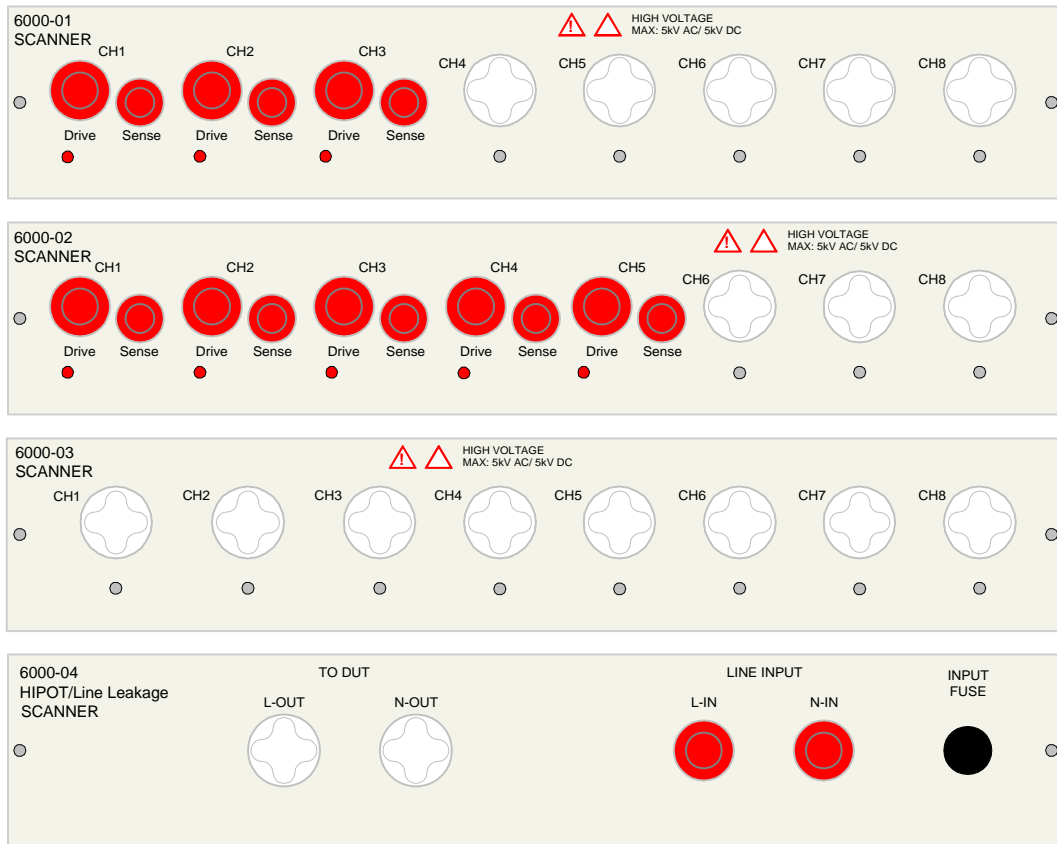 6000-01
SCANNER
HIGH VOLTAGE
MAX: 5kV AC/ 5kV DC
CH1 CH2 CH3 CH4 CH5 CH6 CH7 CH8
Drive Sense Drive Sense Drive Sense
6000-02
SCANNER
HIGH VOLTAGE
MAX: 5kV AC/ 5kV DC
CH1 CH2 CH3 CH4 CH5 CH6 CH7 CH8
Drive Sense Drive Sense Drive Sense Drive Sense Drive Sense
6000-03
SCANNER
HIGH VOLTAGE
MAX: 5kV AC/ 5kV DC
CH1 CH2 CH3 CH4 CH5 CH6 CH7 CH8
6000-04
HIPOT/Line Leakage
SCANNER
TO DUT
L-OUT N-OUT
LINE INPUT
L-IN N-IN
INPUT
FUSE